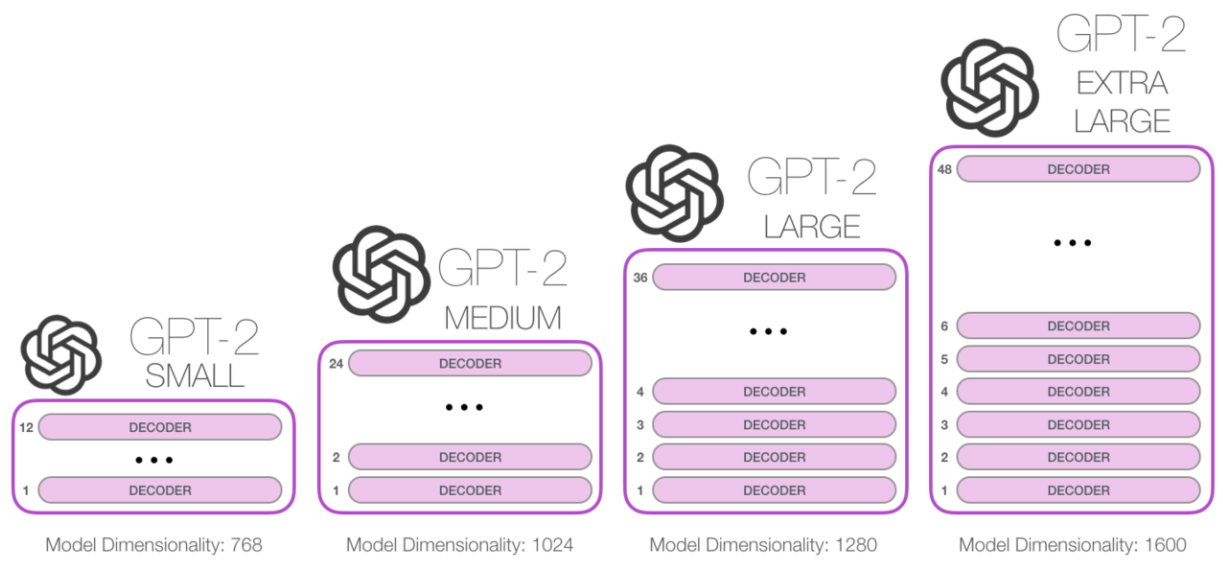 GPT-2
SMALL
12 DECODER
...
1 DECODER
Model Dimensionality: 768
GPT-2
MEDIUM
24 DECODER
...
2 DECODER
1 DECODER
Model Dimensionality: 1024
GPT-2
LARGE
36 DECODER
...
4 DECODER
3 DECODER
2 DECODER
1 DECODER
Model Dimensionality: 1280
GPT-2
EXTRA
LARGE
48 DECODER
...
6 DECODER
5 DECODER
4 DECODER
3 DECODER
2 DECODER
1 DECODER
Model Dimensionality: 1600